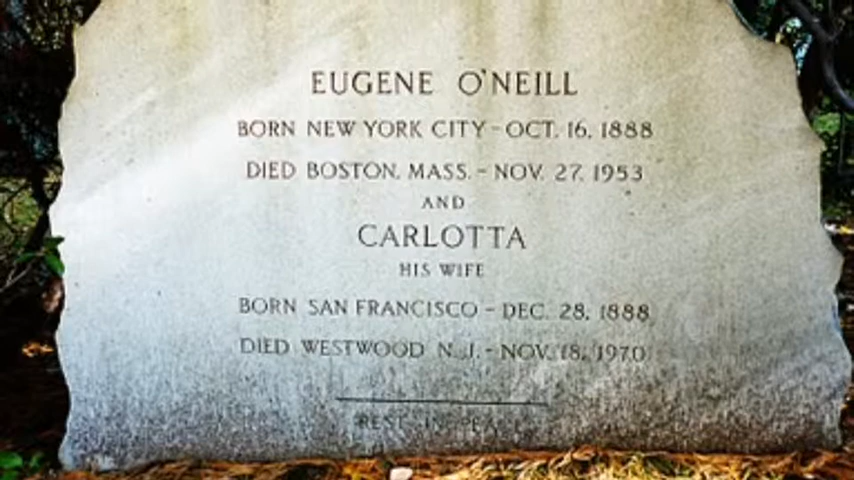 EUGENE O'NEILL
BORN NEW YORK CITY - OCT. 16, 1888
DIED BOSTON, MASS. - NOV. 27, 1953
AND
CARLOTTA
HIS WIFE
BORN SAN FRANCISCO - DEC. 28, 1888
DIED WESTWOOD N. J. - NOV. 18, 1970
REST IN PEACE